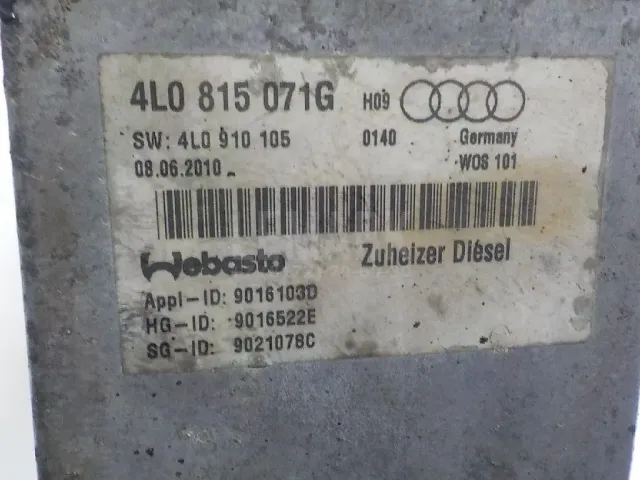 4L0 815 071G H09
SW: 4L0 910 105 0140 Germany
08.06.2010 WOS 101
Webasto Zuheizer Diesel
Appl-ID: 9016103D
HG-ID: 9016522E
SG-ID: 9021078C